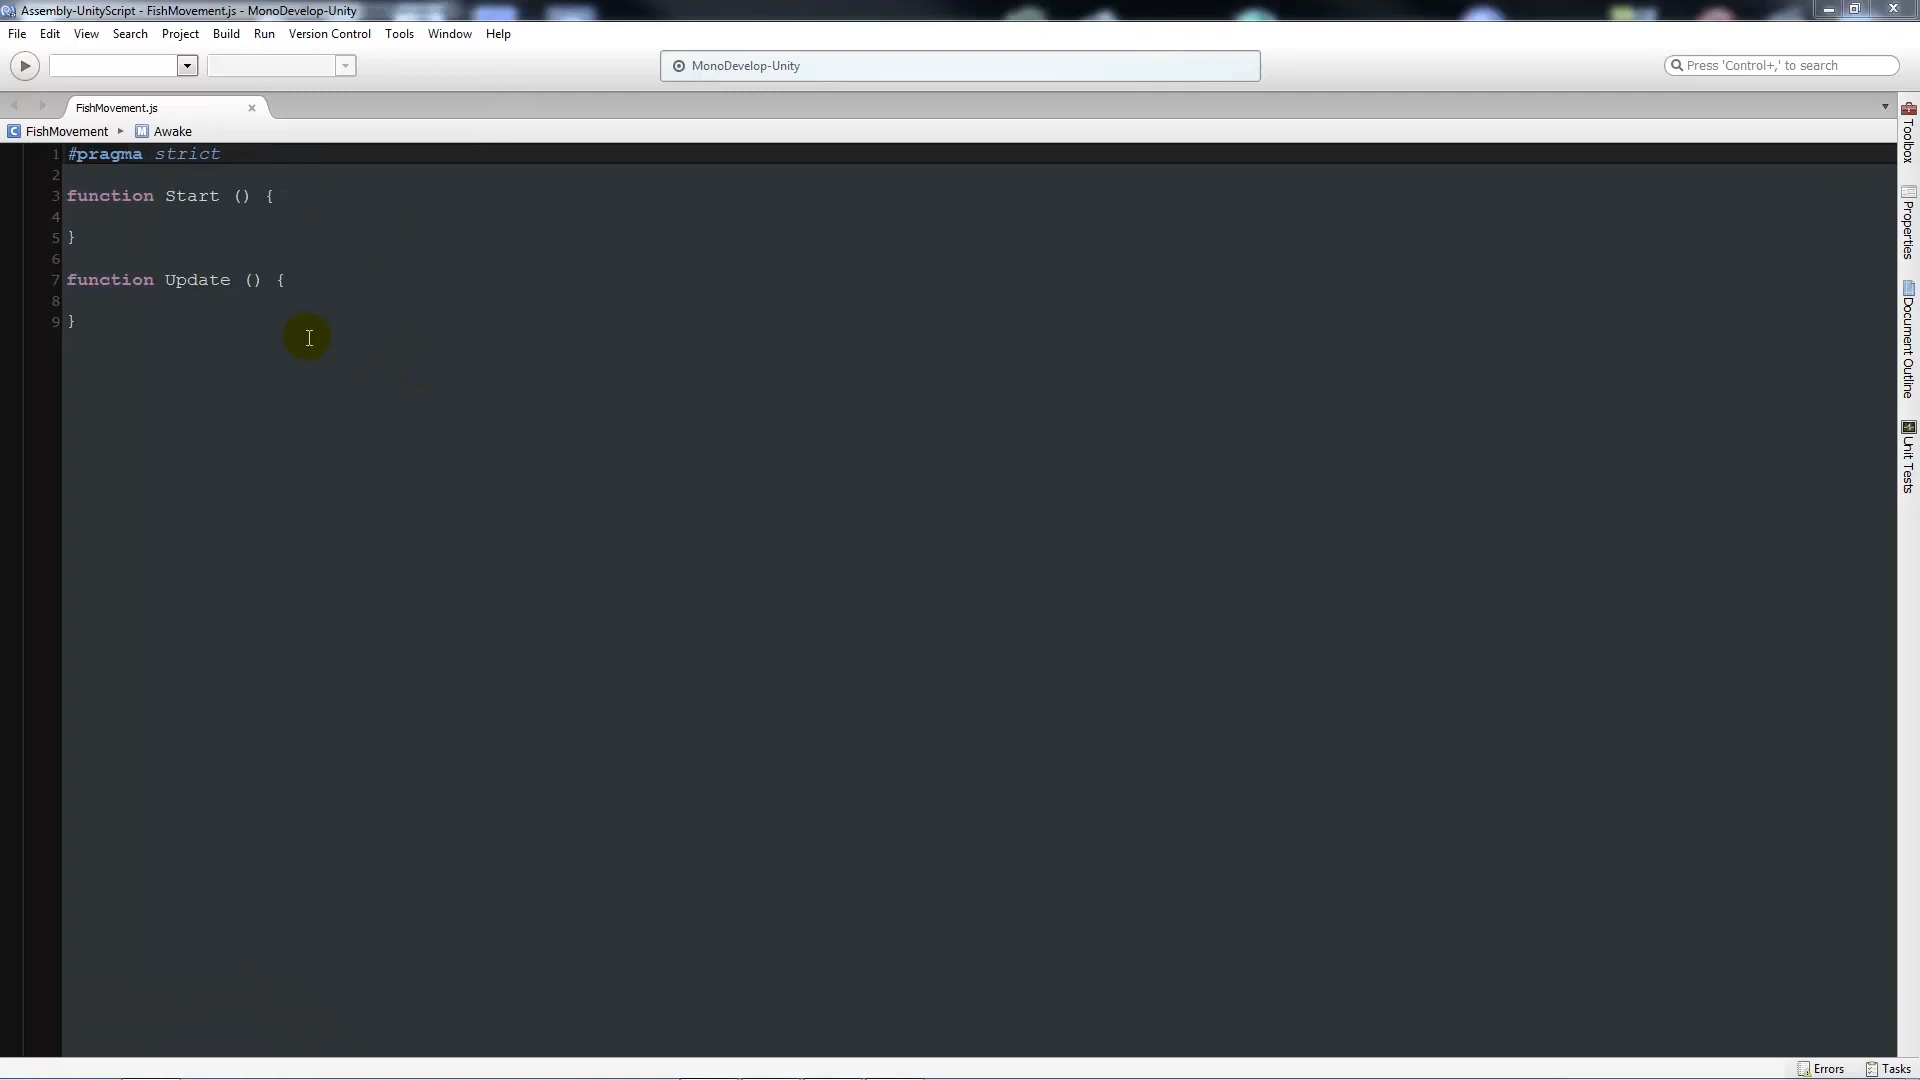 Assembly-UnityScript - FishMovement.js - MonoDevelop-Unity
File Edit View Search Project Build Run Version Control Tools Window Help
MonoDevelop-Unity
Press 'Control+,' to search
FishMovement.js
FishMovement Awake
1 #pragma strict
2
3 function Start () {
4
5 }
6
7 function Update () {
8
9 }
Toolbox
Properties
Document Outline
Unit Tests
Errors Tasks